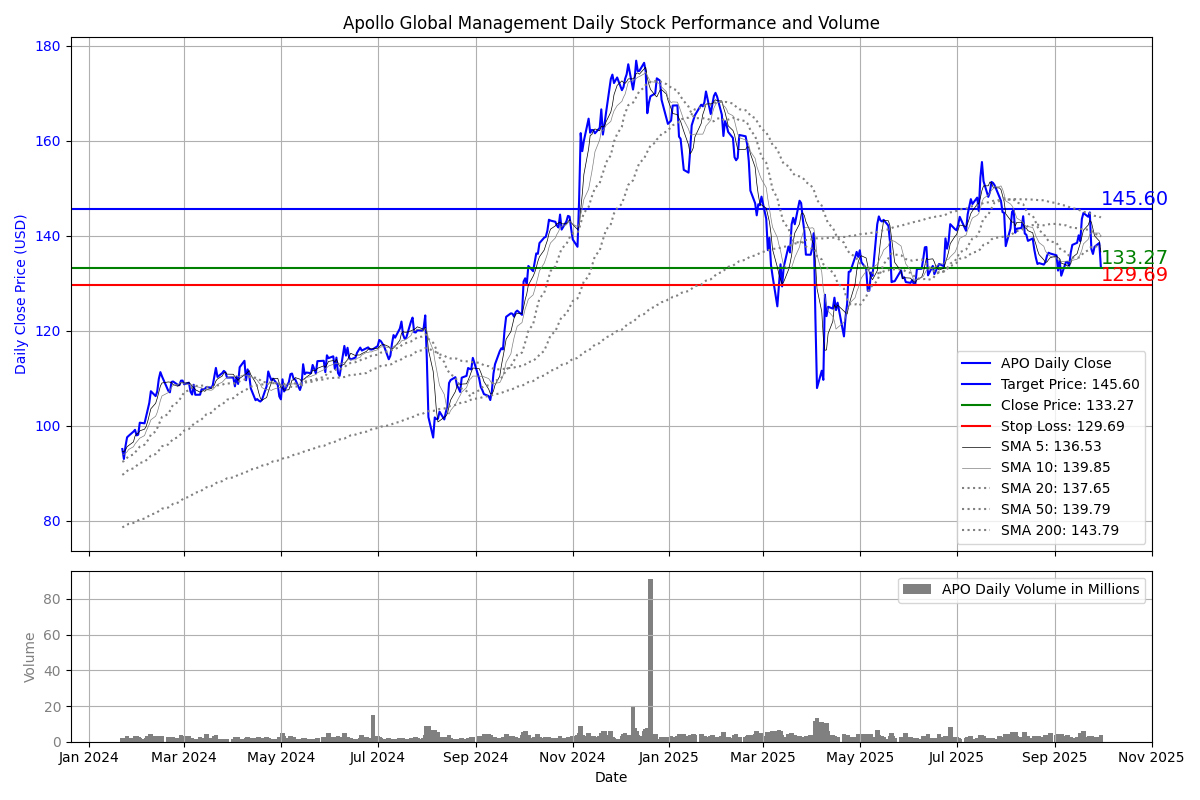 Apollo Global Management Daily Stock Performance and Volume
180
160
140
120
100
80
Daily Close Price (USD)
145.60
133.27
129.69
APO Daily Close
Target Price: 145.60
Close Price: 133.27
Stop Loss: 129.69
SMA 5: 136.53
SMA 10: 139.85
SMA 20: 137.65
SMA 50: 139.79
SMA 200: 143.79
80
60
40
20
0
Volume
APO Daily Volume in Millions
Jan 2024 Mar 2024 May 2024 Jul 2024 Sep 2024 Nov 2024 Jan 2025 Mar 2025 May 2025 Jul 2025 Sep 2025 Nov 2025
Date